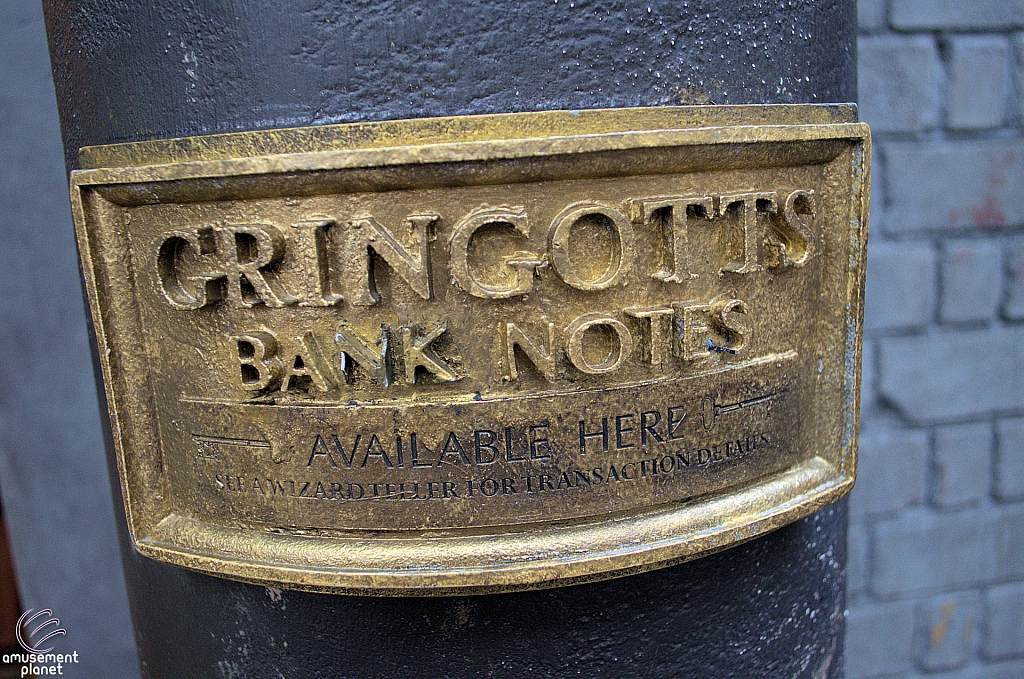 GRINGOTTS
BANK NOTES
AVAILABLE HERE
SEE A WIZARD TELLER FOR TRANSACTION DETAILS
amusement
planet